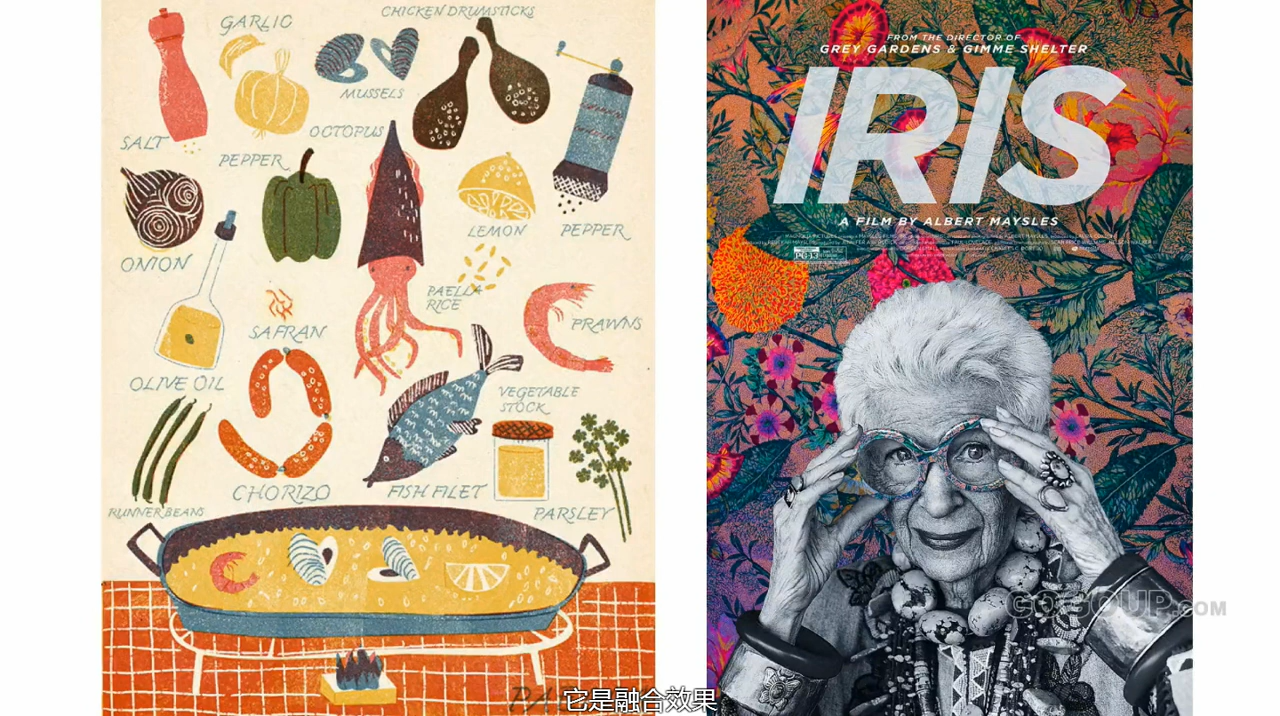 CHICKEN DRUMSTICKS
GARLIC
MUSSELS
SALT
OCTOPUS
PEPPER
LEMON
PEPPER
ONION
PAELLA
RICE
SAFRAN
PRAWNS
OLIVE OIL
VEGETABLE
STOCK
CHORIZO
FISH FILET
RUNNER BEANS
PARSLEY
FROM THE DIRECTOR OF
GREY GARDENS & GIMME SHELTER
IRIS
A FILM BY ALBERT MAYSLES
PG-13
它是融合效果